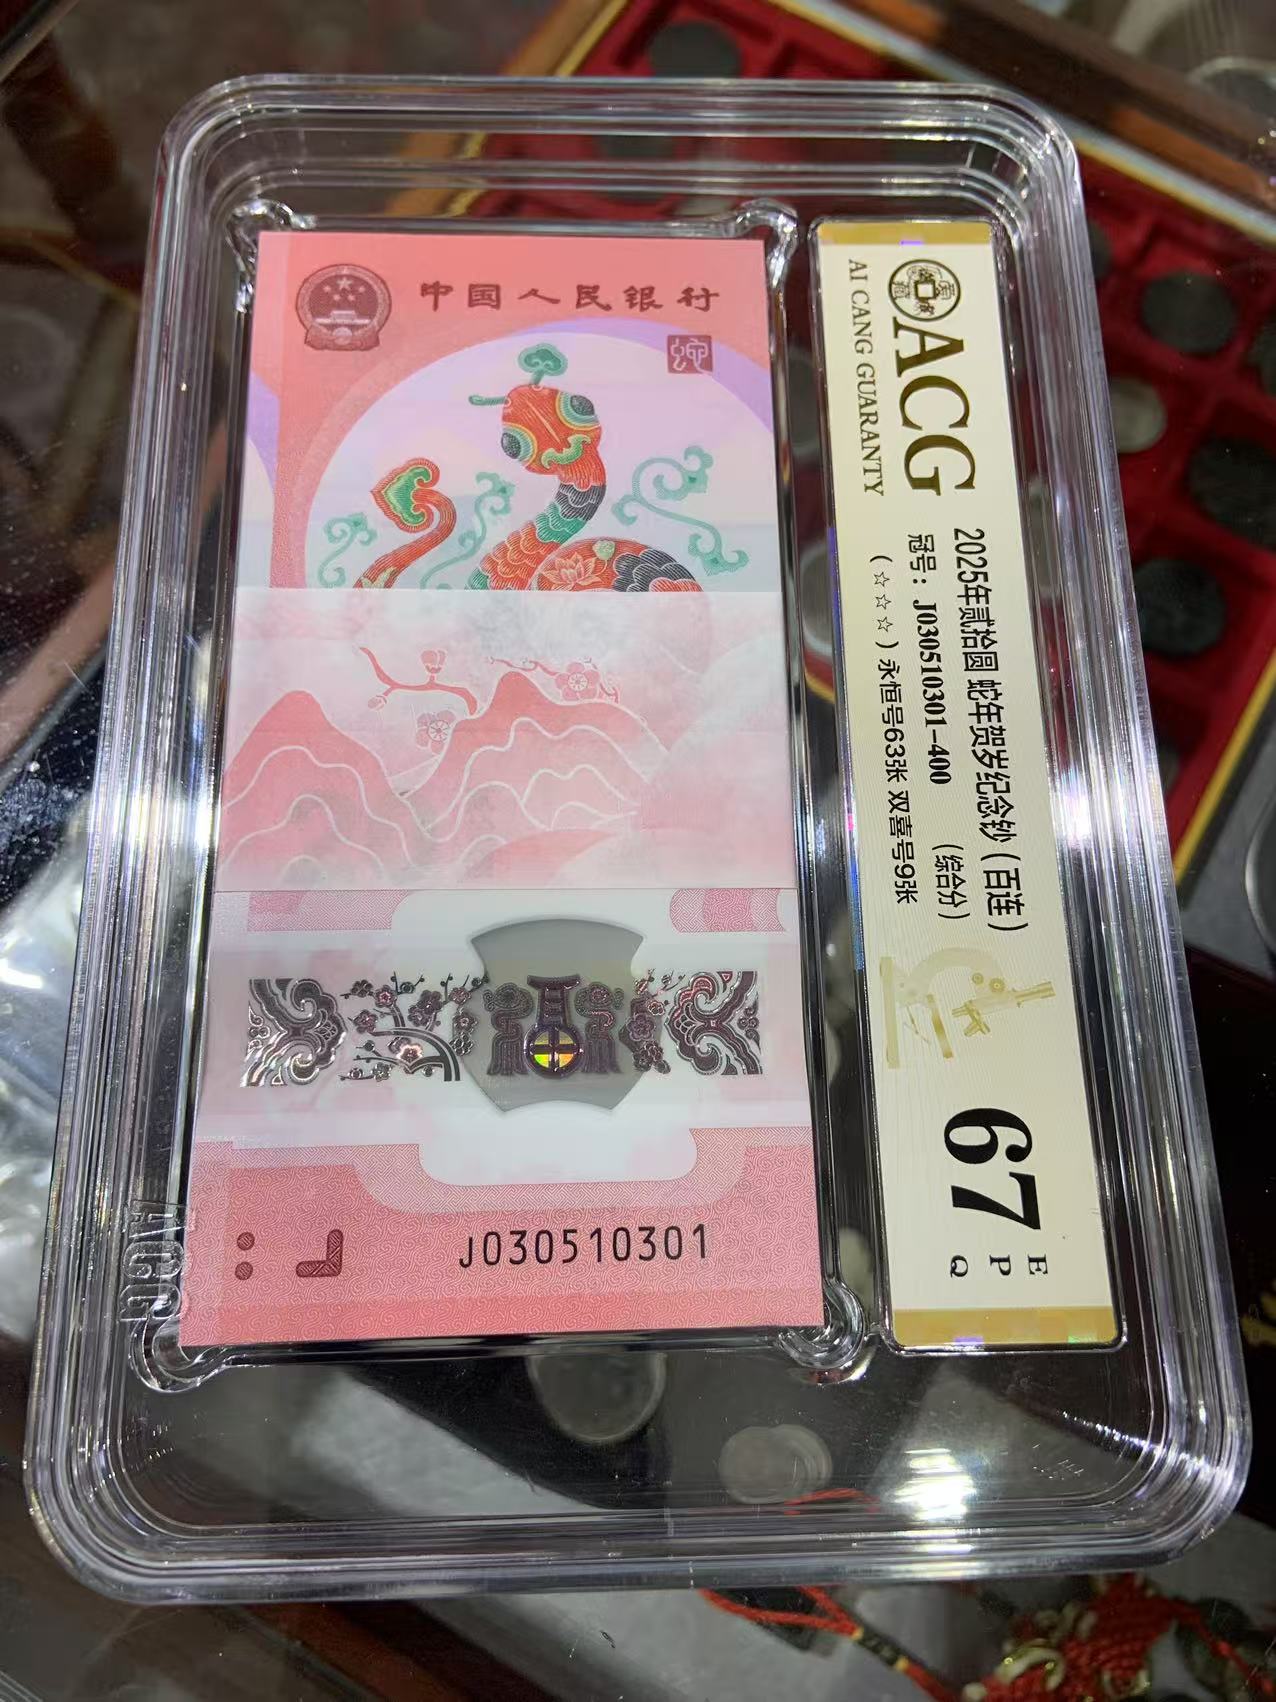 中国人民银行
J030510301
ACG
AI CANG GUARANTY
2025年贰拾圆 蛇年贺岁纪念钞（百连）
冠号：J030510301-400 （综合分）
（☆☆☆）永恒号63张 双喜号9张
67
E
P
Q
ACG